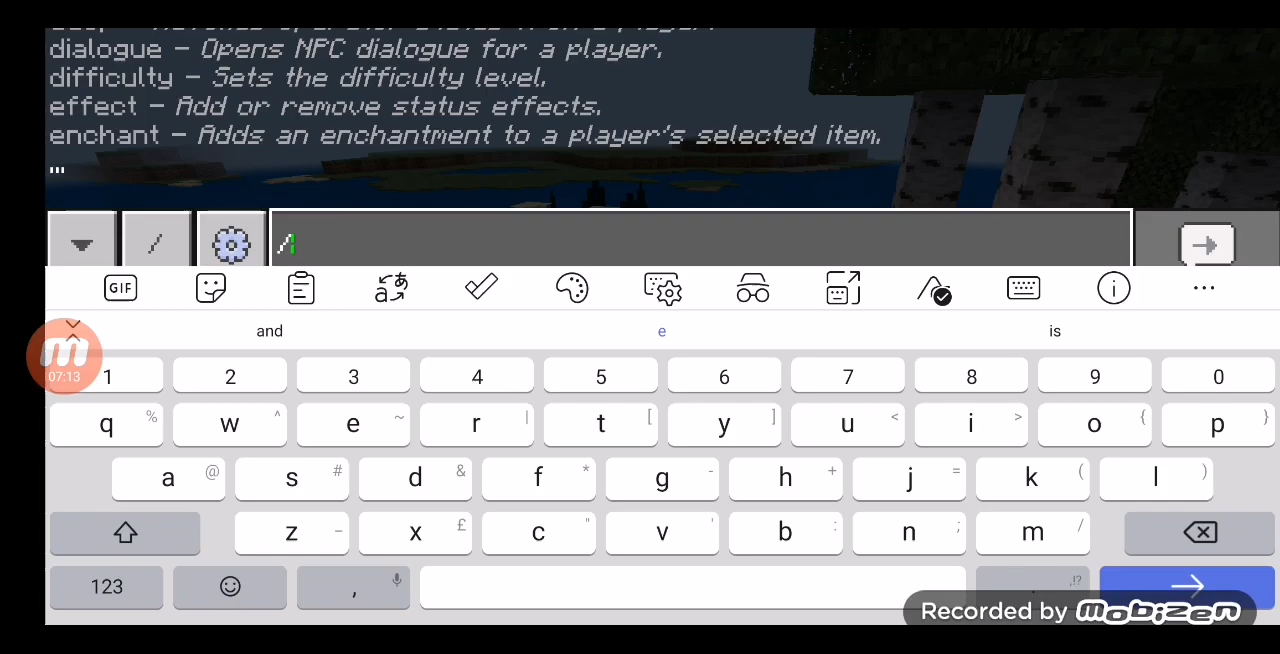 dialogue – Opens NPC dialogue for a player.
difficulty – Sets the difficulty level.
effect – Add or remove status effects.
enchant – Adds an enchantment to a player's selected item.
...
/
/
GIF
and e is
07:13
1 2 3 4 5 6 7 8 9 0
q % w ^ e ~ r | t [ y ] u < i > o { p }
a @ s # d & f * g - h + j = k ( l )
z – x £ c " v ' b : n ; m /
123 , . ,!?
Recorded by mobizen